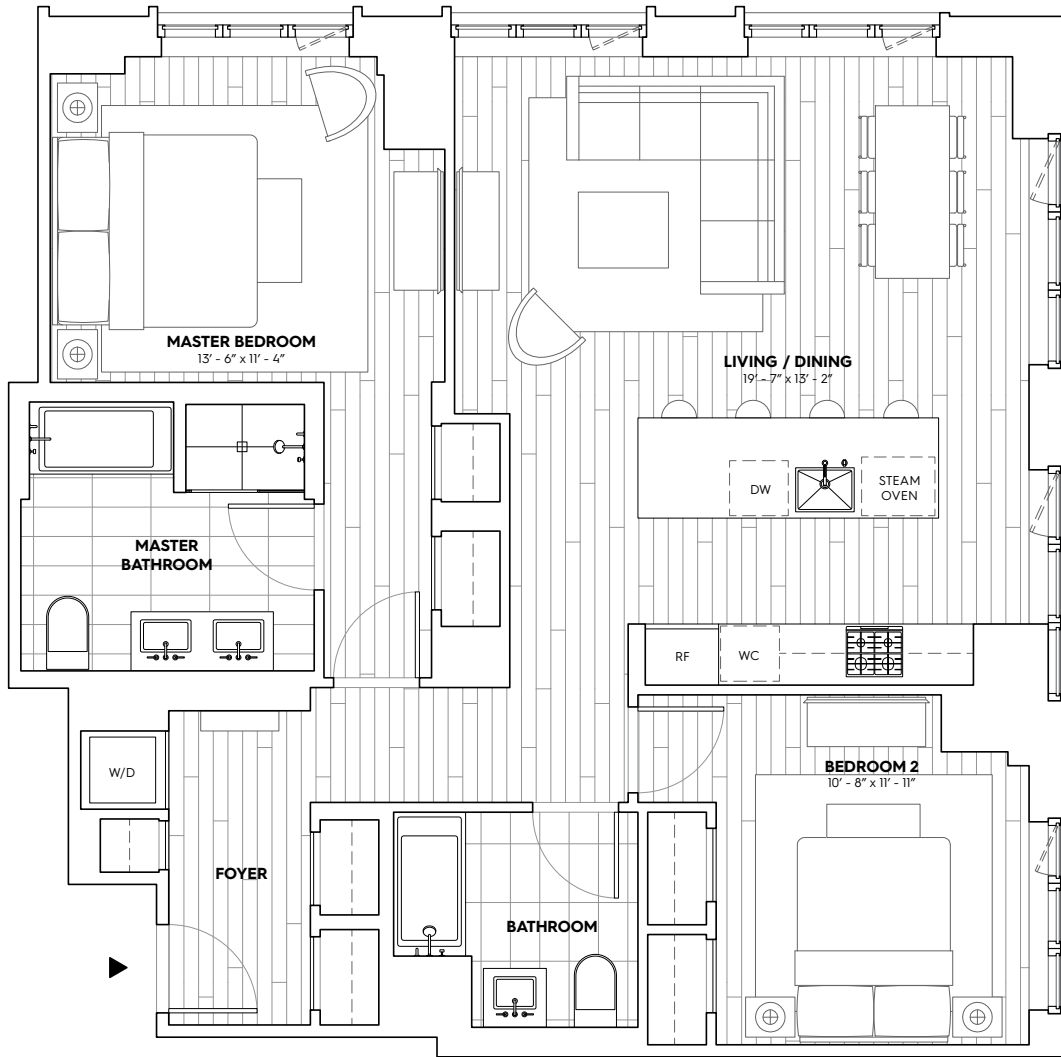 MASTER BEDROOM
13' - 6" x 11' - 4"
LIVING / DINING
19' - 7" x 13' - 2"
DW
STEAM
OVEN
MASTER
BATHROOM
RF
WC
W/D
BEDROOM 2
10' - 8" x 11' - 11"
FOYER
BATHROOM